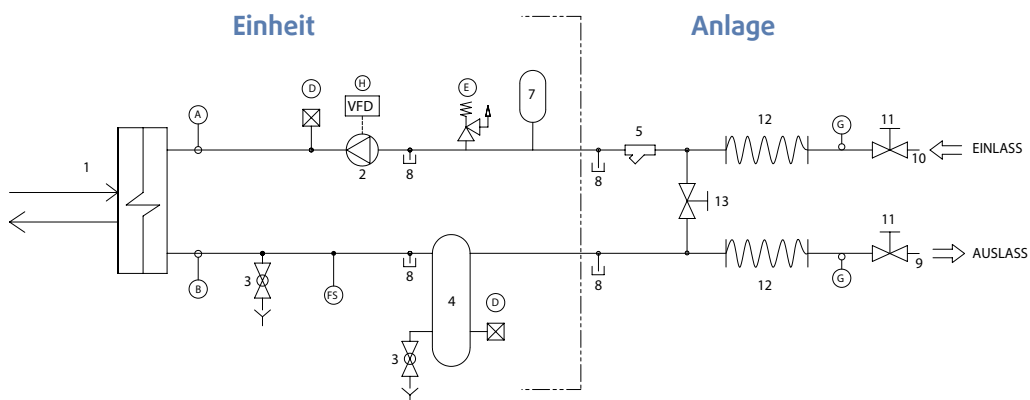 Einheit Anlage
D H E 7
VFD
A 5 12 G 11
1 2 8 8 10 EINLASS
13
11
B 3 FS 8 4 8 12 G 9 AUSLASS
D
3